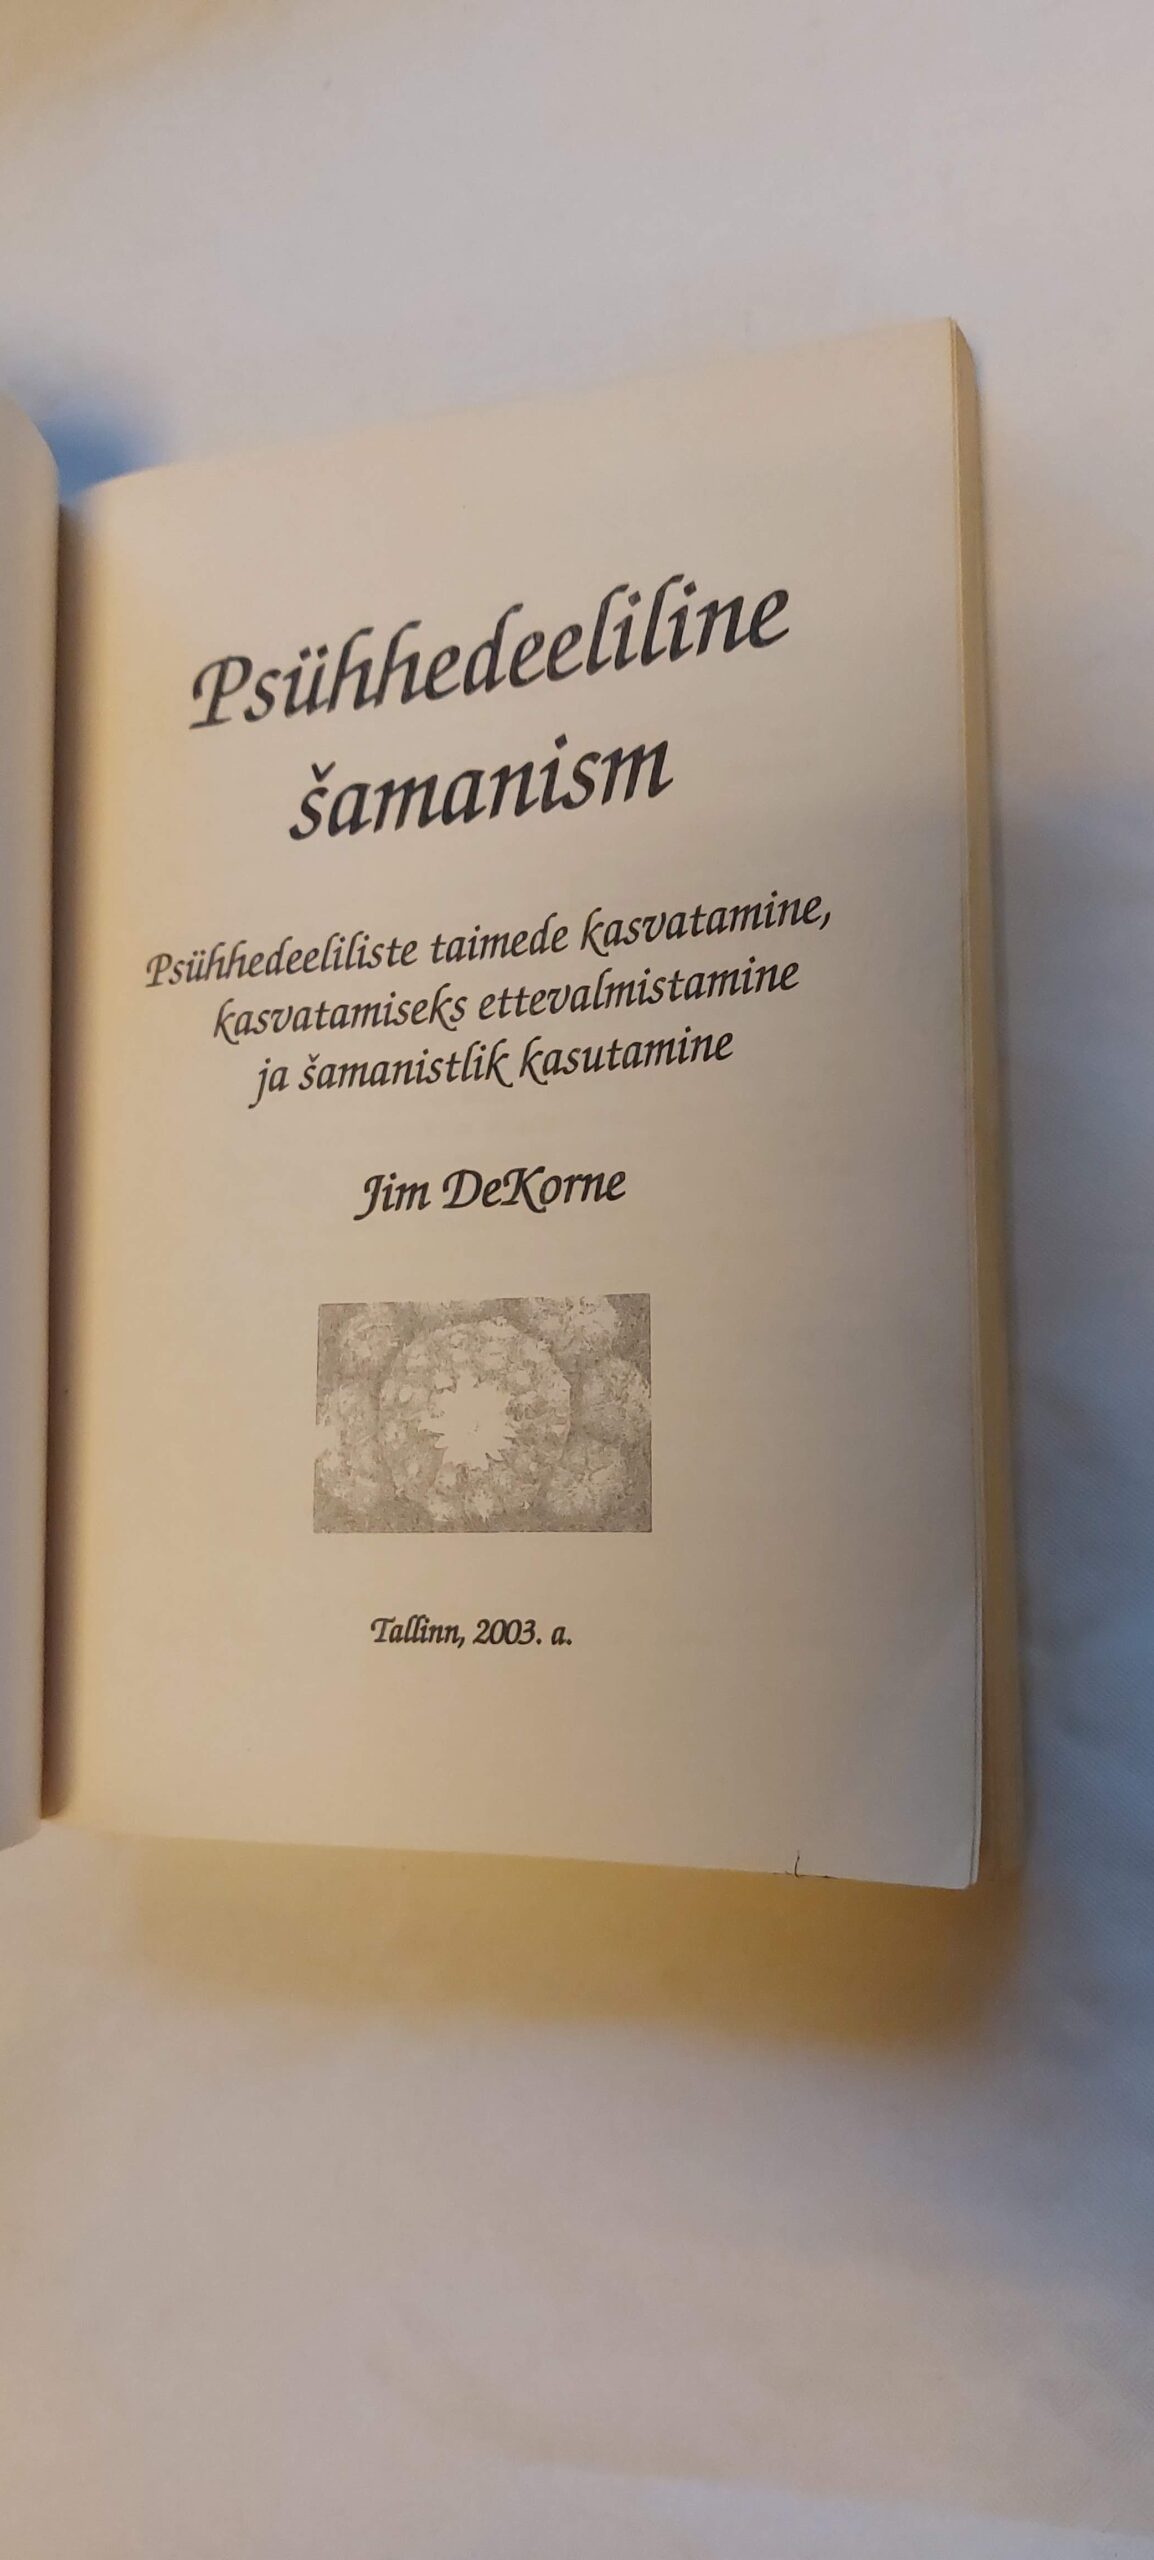 Psühhedeeliline
šamanism
Psühhedeeliliste taimede kasvatamine,
kasvatamiseks ettevalmistamine
ja šamanistlik kasutamine
Jim DeKorne
Tallinn, 2003. a.